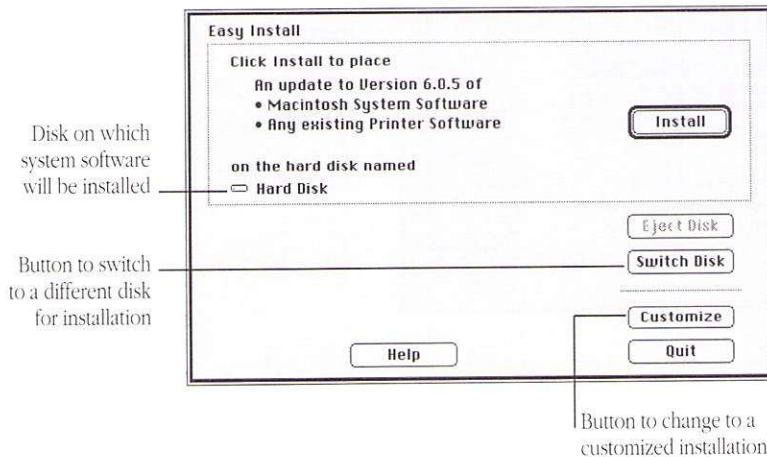 Easy Install
Click Install to place
An update to Version 6.0.5 of
• Macintosh System Software
• Any existing Printer Software
Install
on the hard disk named
Hard Disk
Disk on which
system software
will be installed
Eject Disk
Switch Disk
Button to switch
to a different disk
for installation
Customize
Help
Quit
Button to change to a
customized installation